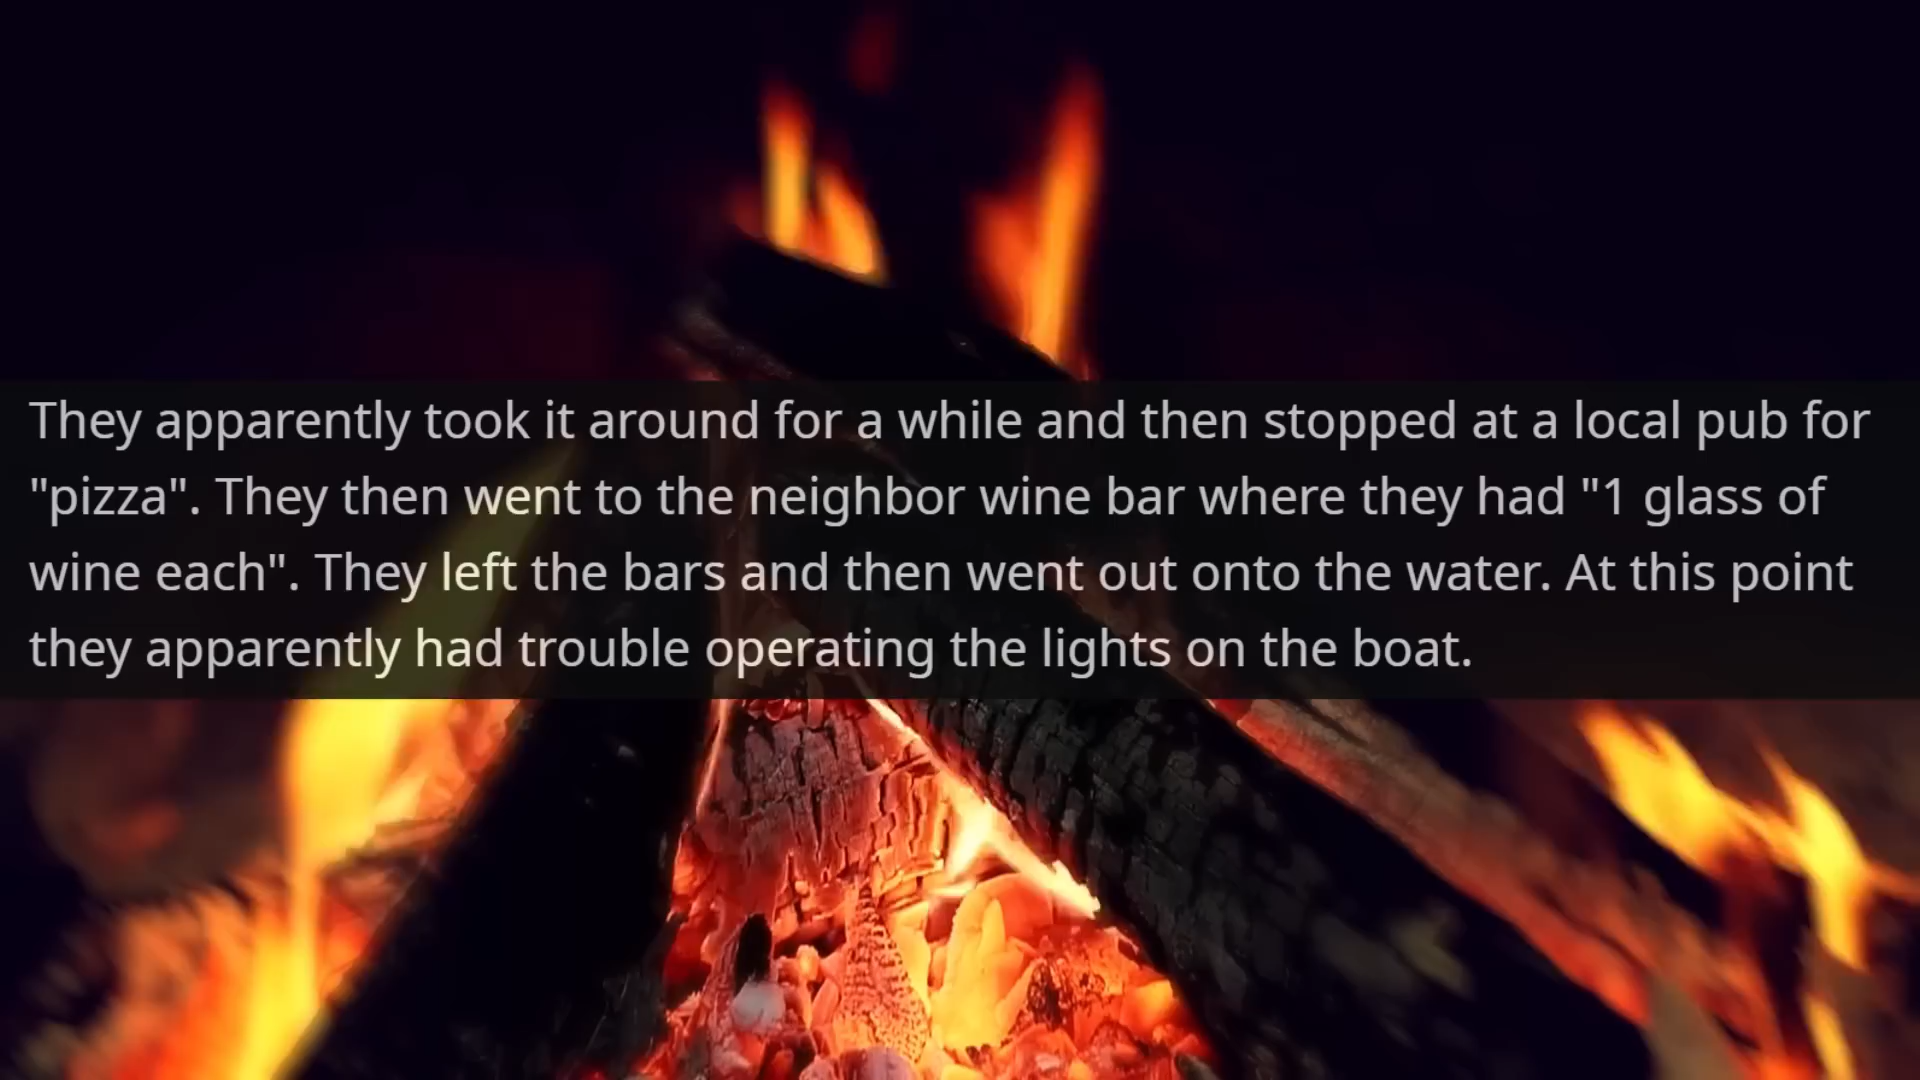 They apparently took it around for a while and then stopped at a local pub for
"pizza". They then went to the neighbor wine bar where they had "1 glass of
wine each". They left the bars and then went out onto the water. At this point
they apparently had trouble operating the lights on the boat.